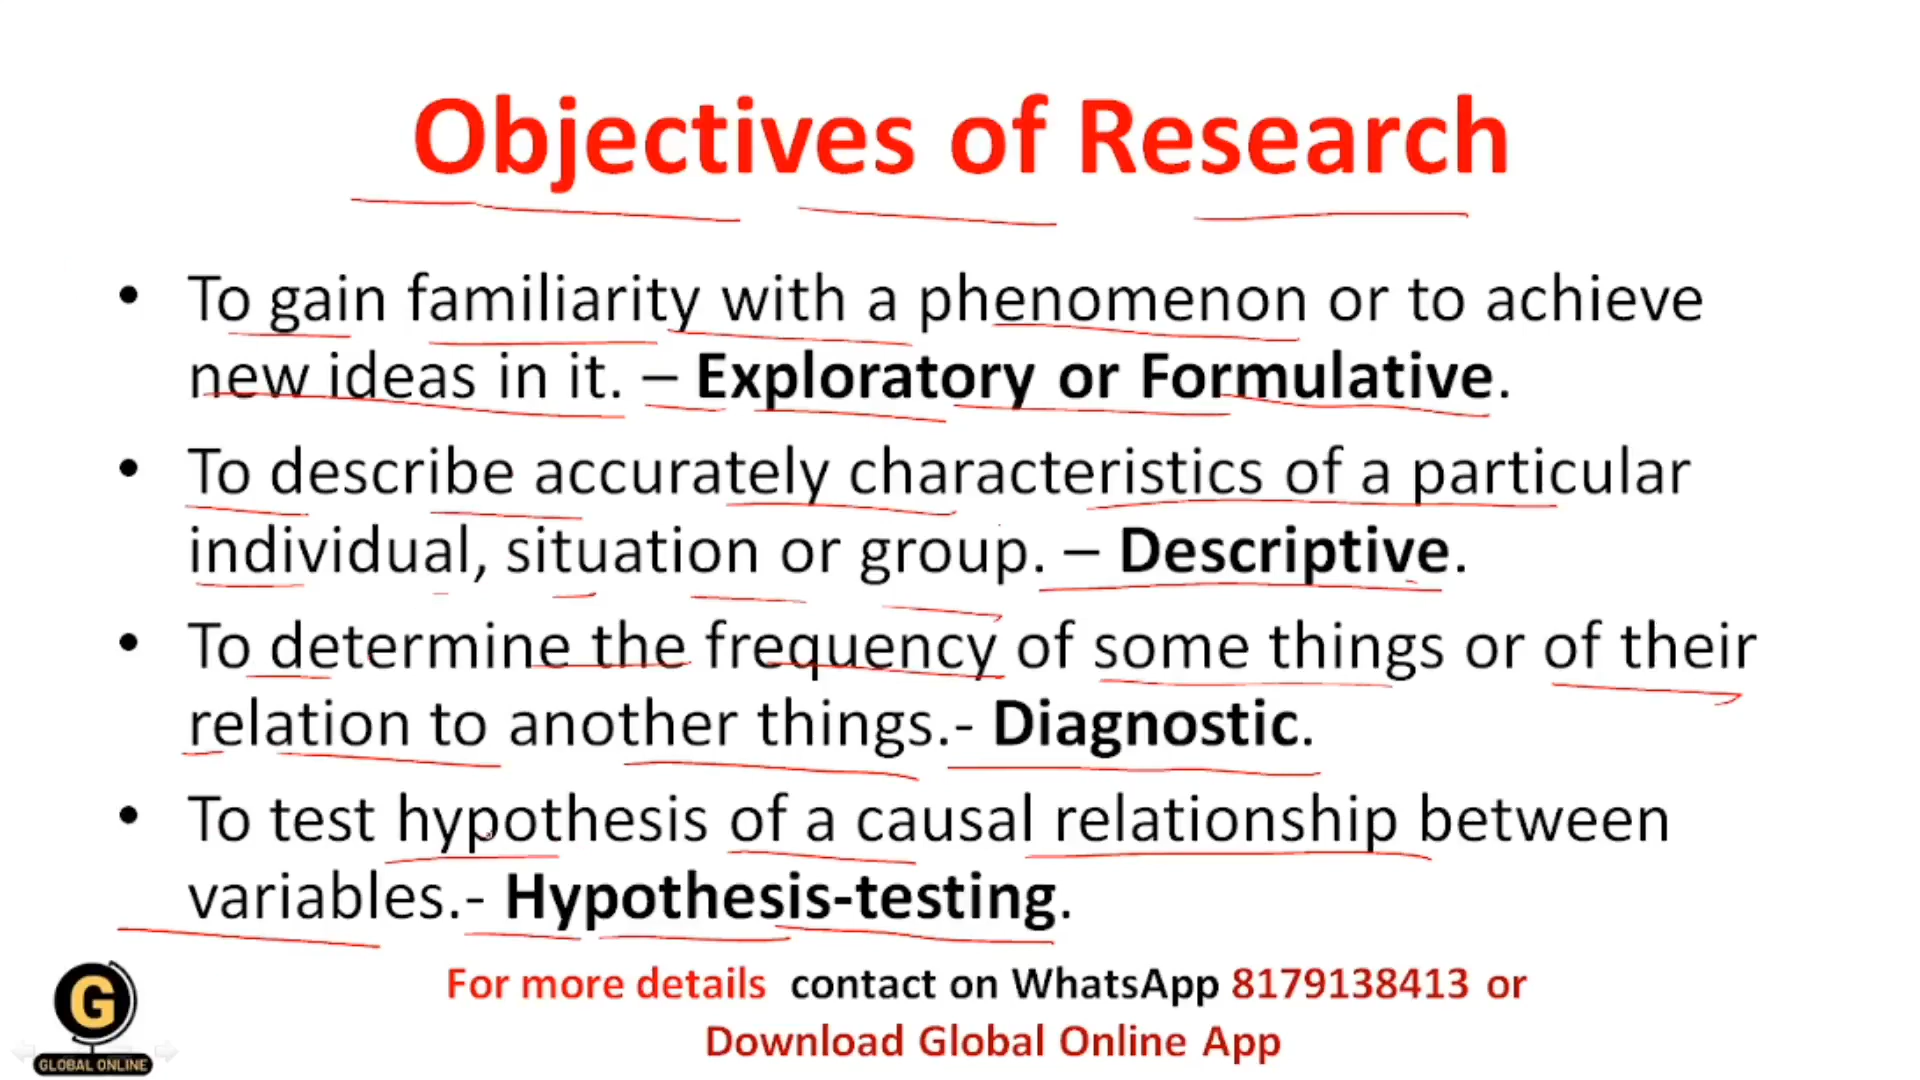 Objectives of Research
• To gain familiarity with a phenomenon or to achieve
new ideas in it. – Exploratory or Formulative.
• To describe accurately characteristics of a particular
individual, situation or group. – Descriptive.
• To determine the frequency of some things or of their
relation to another things.- Diagnostic.
• To test hypothesis of a causal relationship between
variables.- Hypothesis-testing.
For more details contact on WhatsApp 8179138413 or
Download Global Online App
G
GLOBAL ONLINE